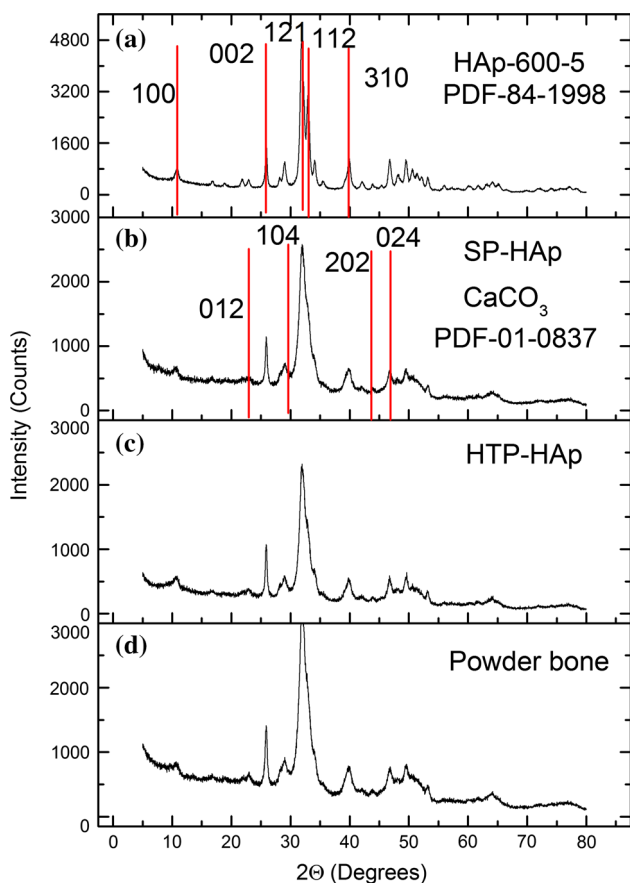 (a)
121
112
002
100
310
HAp-600-5
PDF-84-1998
4800
3200
1600
0
(b)
3000
2000
1000
0
104
012
202
024
SP-HAp
CaCO₃
PDF-01-0837
(c)
3000
2000
1000
0
HTP-HAp
(d)
3000
2000
1000
0
Powder bone
Intensity (Counts)
0 10 20 30 40 50 60 70 80
2Θ (Degrees)